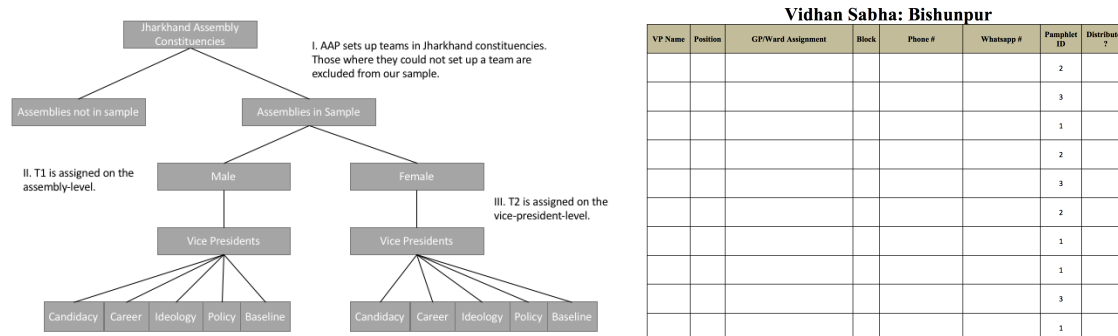 Jharkhand Assembly
Constituencies
I. AAP sets up teams in Jharkhand constituencies.
Those where they could not set up a team are
excluded from our sample.
Assemblies not in sample
Assemblies in Sample
II. T1 is assigned on the
assembly-level.
Male
Female
III. T2 is assigned on the
vice-president-level.
Vice Presidents
Vice Presidents
Candidacy Career Ideology Policy Baseline
Candidacy Career Ideology Policy Baseline
Vidhan Sabha: Bishunpur
VP Name Position GP/Ward Assignment Block Phone # Whatsapp # Pamphlet ID Distribute ?
2
3
1
2
3
2
1
1
3
1